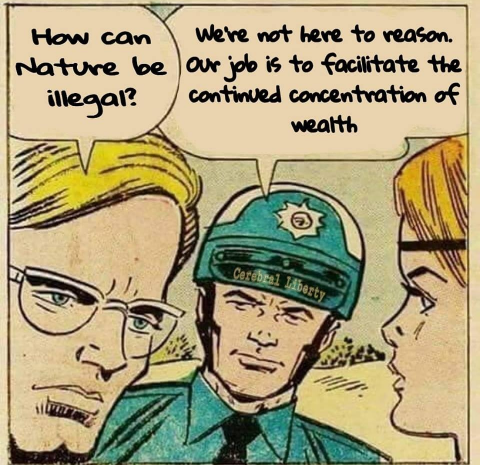 How can
Nature be
illegal?
We're not here to reason.
Our job is to facilitate the
continued concentration of
wealth
Cerebral Liberty